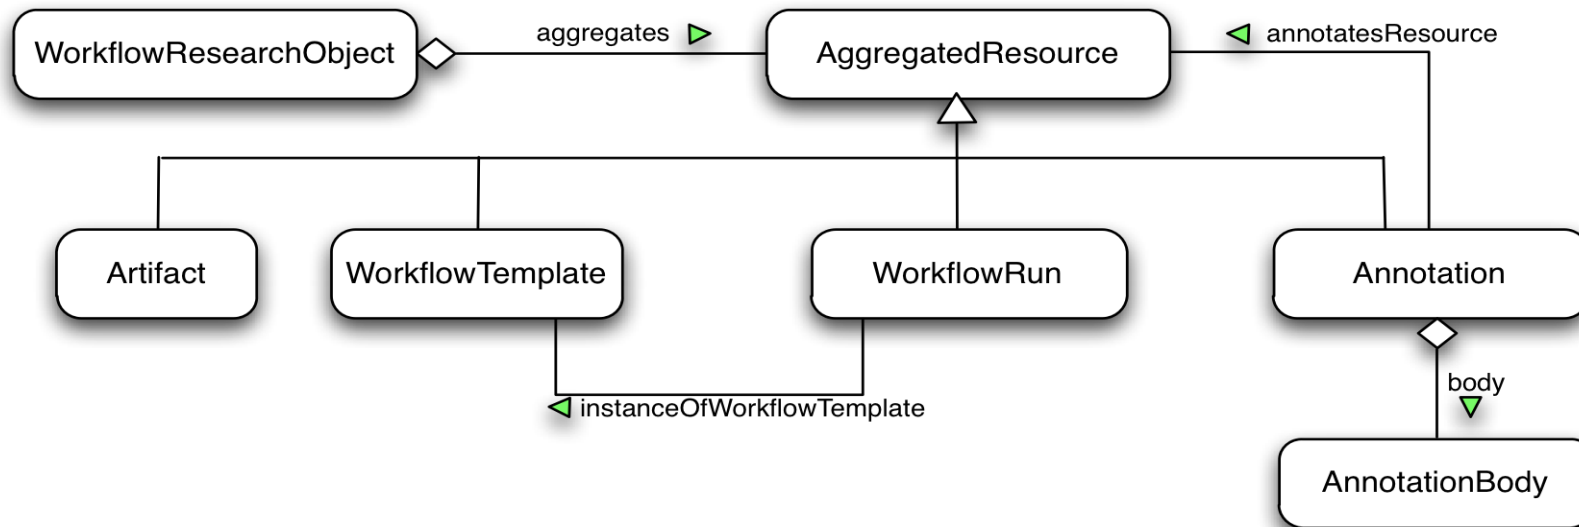 WorkflowResearchObject
aggregates
AggregatedResource
annotatesResource
Artifact
WorkflowTemplate
WorkflowRun
Annotation
instanceOfWorkflowTemplate
body
AnnotationBody